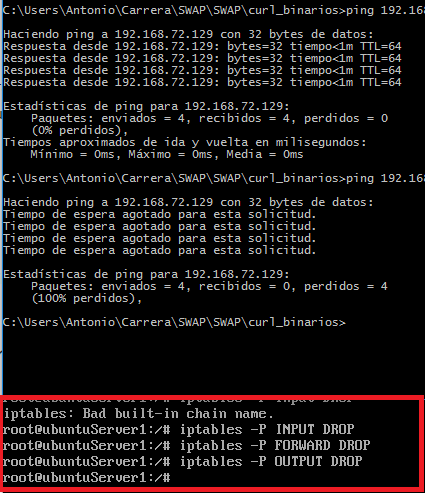 C:\Users\Antonio\Carrera\SWAP\SWAP\curl_binarios>ping 192.168
Haciendo ping a 192.168.72.129 con 32 bytes de datos:
Respuesta desde 192.168.72.129: bytes=32 tiempo<1m TTL=64
Respuesta desde 192.168.72.129: bytes=32 tiempo<1m TTL=64
Respuesta desde 192.168.72.129: bytes=32 tiempo<1m TTL=64
Respuesta desde 192.168.72.129: bytes=32 tiempo<1m TTL=64
Estadísticas de ping para 192.168.72.129:
Paquetes: enviados = 4, recibidos = 4, perdidos = 0
(0% perdidos),
Tiempos aproximados de ida y vuelta en milisegundos:
Mínimo = 0ms, Máximo = 0ms, Media = 0ms
C:\Users\Antonio\Carrera\SWAP\SWAP\curl_binarios>ping 192.168
Haciendo ping a 192.168.72.129 con 32 bytes de datos:
Tiempo de espera agotado para esta solicitud.
Tiempo de espera agotado para esta solicitud.
Tiempo de espera agotado para esta solicitud.
Tiempo de espera agotado para esta solicitud.
Estadísticas de ping para 192.168.72.129:
Paquetes: enviados = 4, recibidos = 0, perdidos = 4
(100% perdidos),
C:\Users\Antonio\Carrera\SWAP\SWAP\curl_binarios>
root@ubuntuServer1:/# iptables -P Input DROP
iptables: Bad built-in chain name.
root@ubuntuServer1:/# iptables -P INPUT DROP
root@ubuntuServer1:/# iptables -P FORWARD DROP
root@ubuntuServer1:/# iptables -P OUTPUT DROP
root@ubuntuServer1:/#